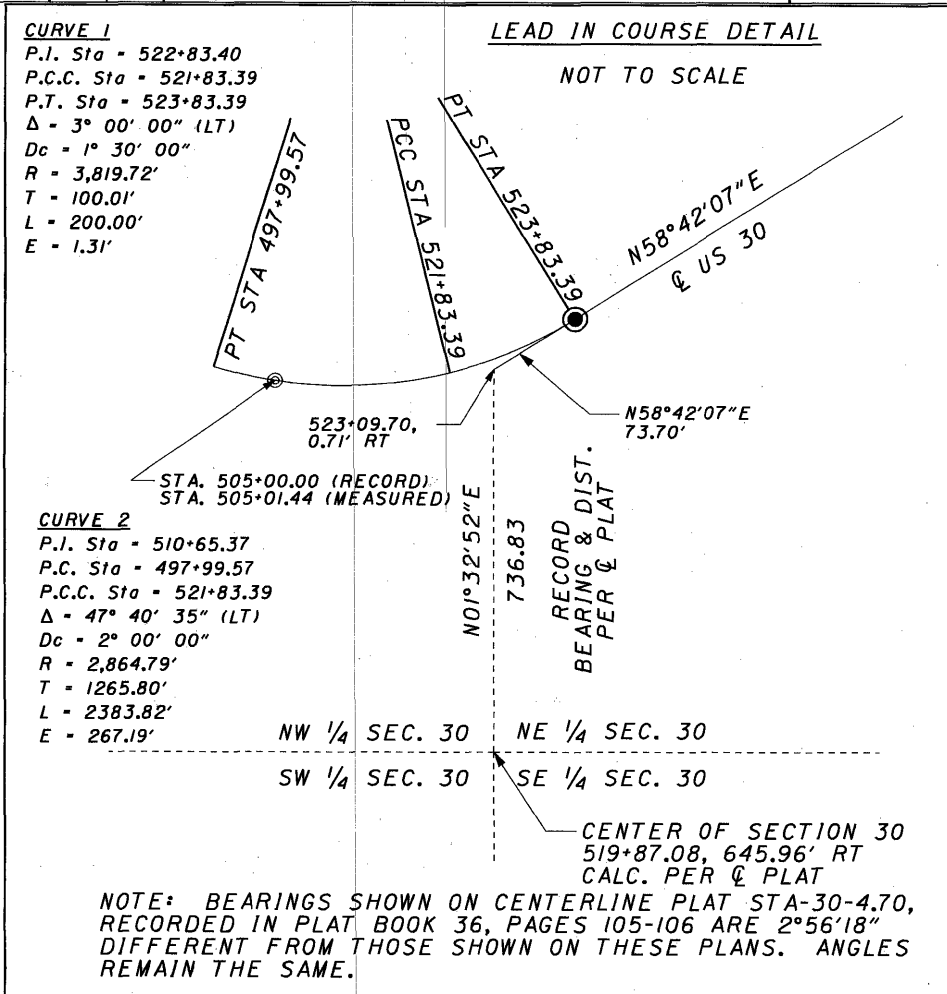 CURVE 1
P.I. Sta = 522+83.40
P.C.C. Sta = 521+83.39
P.T. Sta = 523+83.39
Δ = 3° 00' 00" (LT)
Dc = 1° 30' 00"
R = 3,819.72'
T = 100.01'
L = 200.00'
E = 1.31'
LEAD IN COURSE DETAIL
NOT TO SCALE
PT STA 497+99.57
PCC STA 521+83.39
PT STA 523+83.39
N58°42'07"E
℄ US 30
523+09.70,
0.71' RT
N58°42'07"E
73.70'
STA. 505+00.00 (RECORD)
STA. 505+01.44 (MEASURED)
N01°32'52"E
736.83
RECORD
BEARING & DIST.
PER ℄ PLAT
CURVE 2
P.I. Sta = 510+65.37
P.C. Sta = 497+99.57
P.C.C. Sta = 521+83.39
Δ = 47° 40' 35" (LT)
Dc = 2° 00' 00"
R = 2,864.79'
T = 1265.80'
L = 2383.82'
E = 267.19'
NW 1/4 SEC. 30
NE 1/4 SEC. 30
SW 1/4 SEC. 30
SE 1/4 SEC. 30
CENTER OF SECTION 30
519+87.08, 645.96' RT
CALC. PER ℄ PLAT
NOTE: BEARINGS SHOWN ON CENTERLINE PLAT STA-30-4.70,
RECORDED IN PLAT BOOK 36, PAGES 105-106 ARE 2°56'18"
DIFFERENT FROM THOSE SHOWN ON THESE PLANS. ANGLES
REMAIN THE SAME.